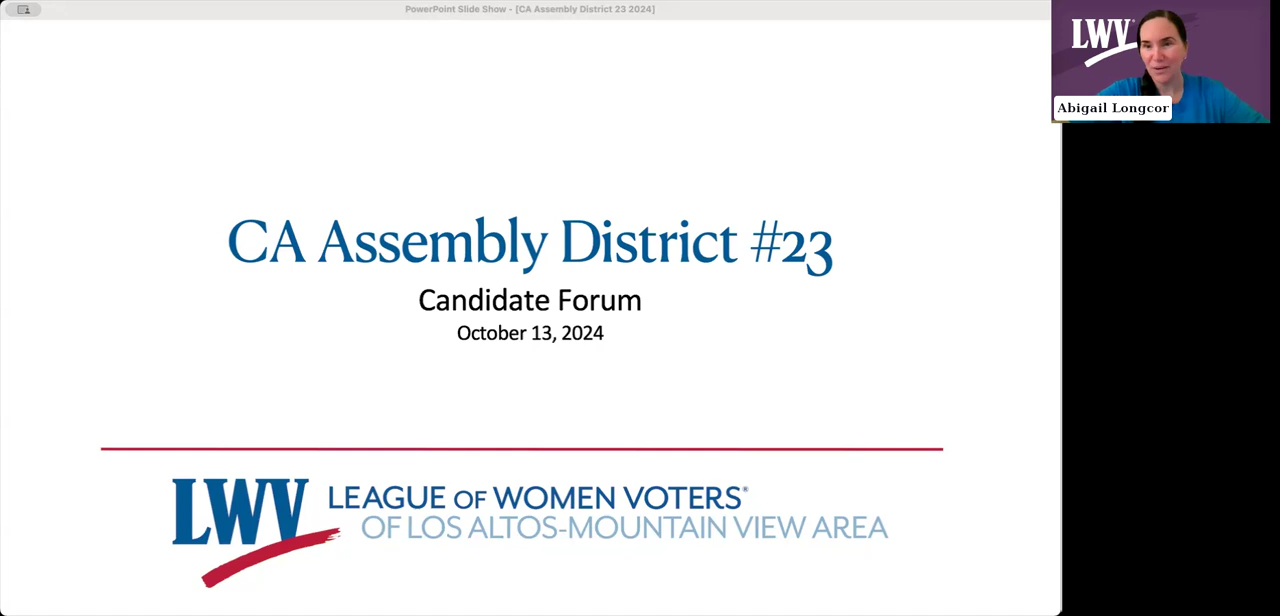 PowerPoint Slide Show - [CA Assembly District 23 2024]
LWV
Abigail Longcor
CA Assembly District #23
Candidate Forum
October 13, 2024
LWV
LEAGUE OF WOMEN VOTERS®
OF LOS ALTOS-MOUNTAIN VIEW AREA